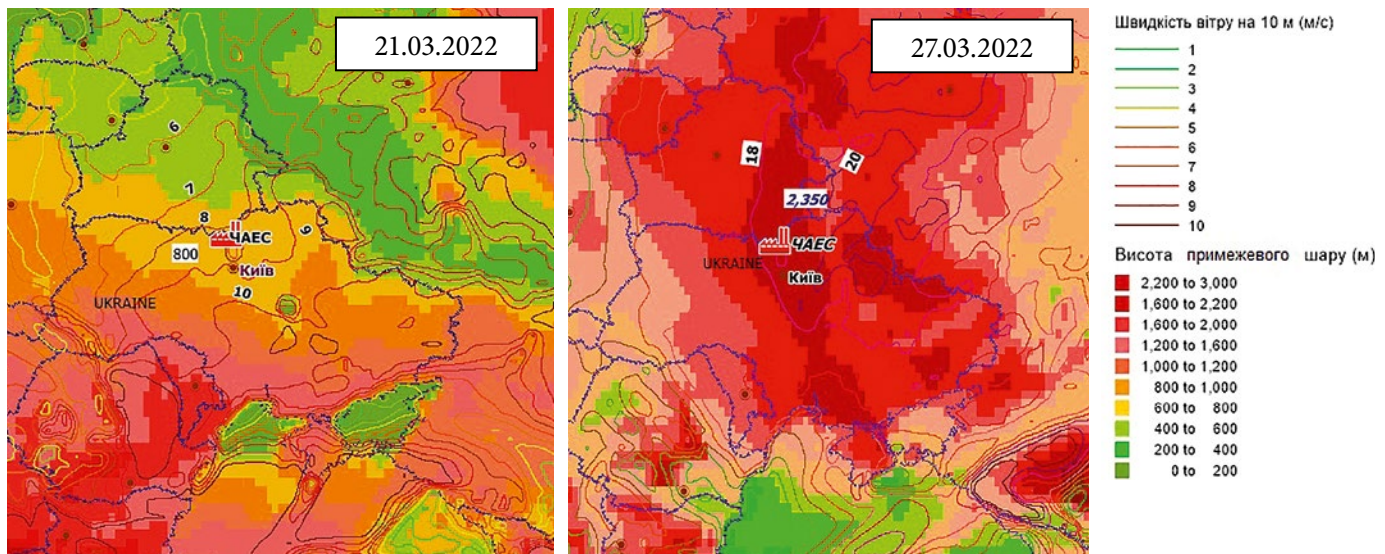 21.03.2022
6
7
8
9
ЧАЕС
800
Київ
10
UKRAINE
27.03.2022
18
20
2,350
ЧАЕС
UKRAINE
Київ
Швидкість вітру на 10 м (м/с)
1
2
3
4
5
6
7
8
9
10
Висота примежевого шару (м)
2,200 to 3,000
1,600 to 2,200
1,600 to 2,000
1,200 to 1,600
1,000 to 1,200
800 to 1,000
600 to 800
400 to 600
200 to 400
0 to 200